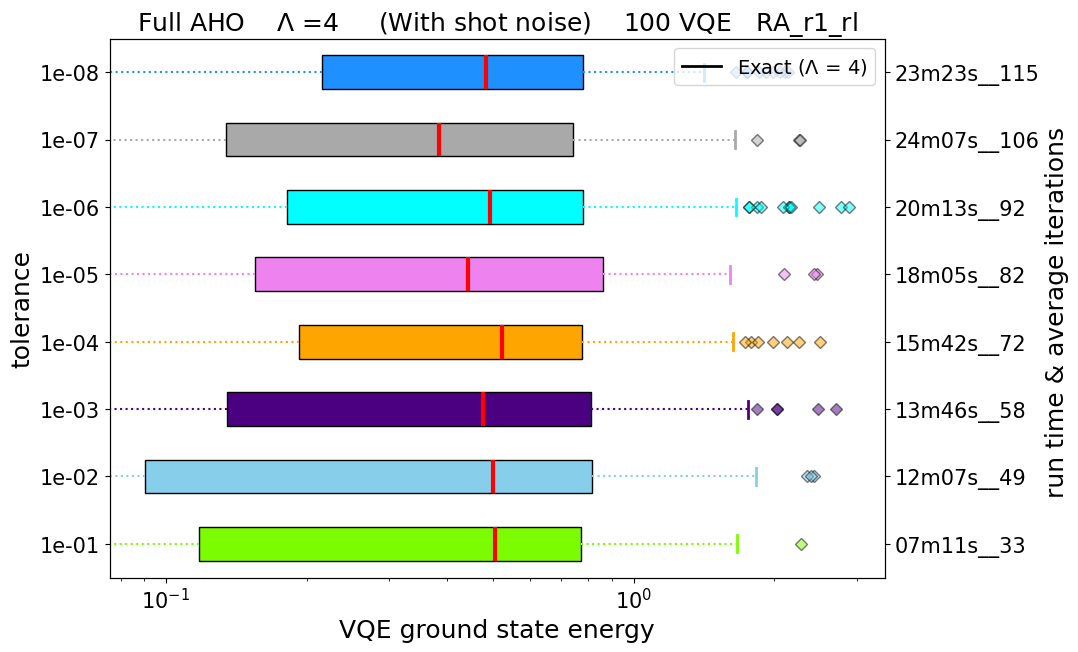 Full AHO Λ =4 (With shot noise) 100 VQE RA_r1_rl
Exact (Λ = 4)
1e-08
23m23s__115
1e-07
24m07s__106
1e-06
20m13s__92
1e-05
18m05s__82
1e-04
15m42s__72
1e-03
13m46s__58
1e-02
12m07s__49
1e-01
07m11s__33
tolerance
run time & average iterations
10⁻¹
10⁰
VQE ground state energy